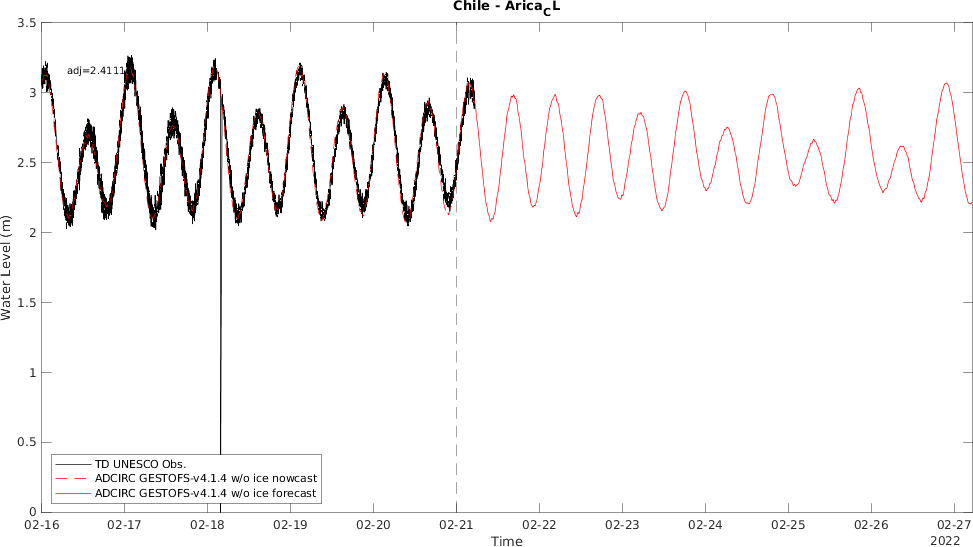 Chile - Arica_CL
3.5
3
2.5
2
1.5
1
0.5
0
Water Level (m)
adj=2.4111
TD UNESCO Obs.
ADCIRC GESTOFS-v4.1.4 w/o ice nowcast
ADCIRC GESTOFS-v4.1.4 w/o ice forecast
02-16 02-17 02-18 02-19 02-20 02-21 02-22 02-23 02-24 02-25 02-26 02-27
Time
2022